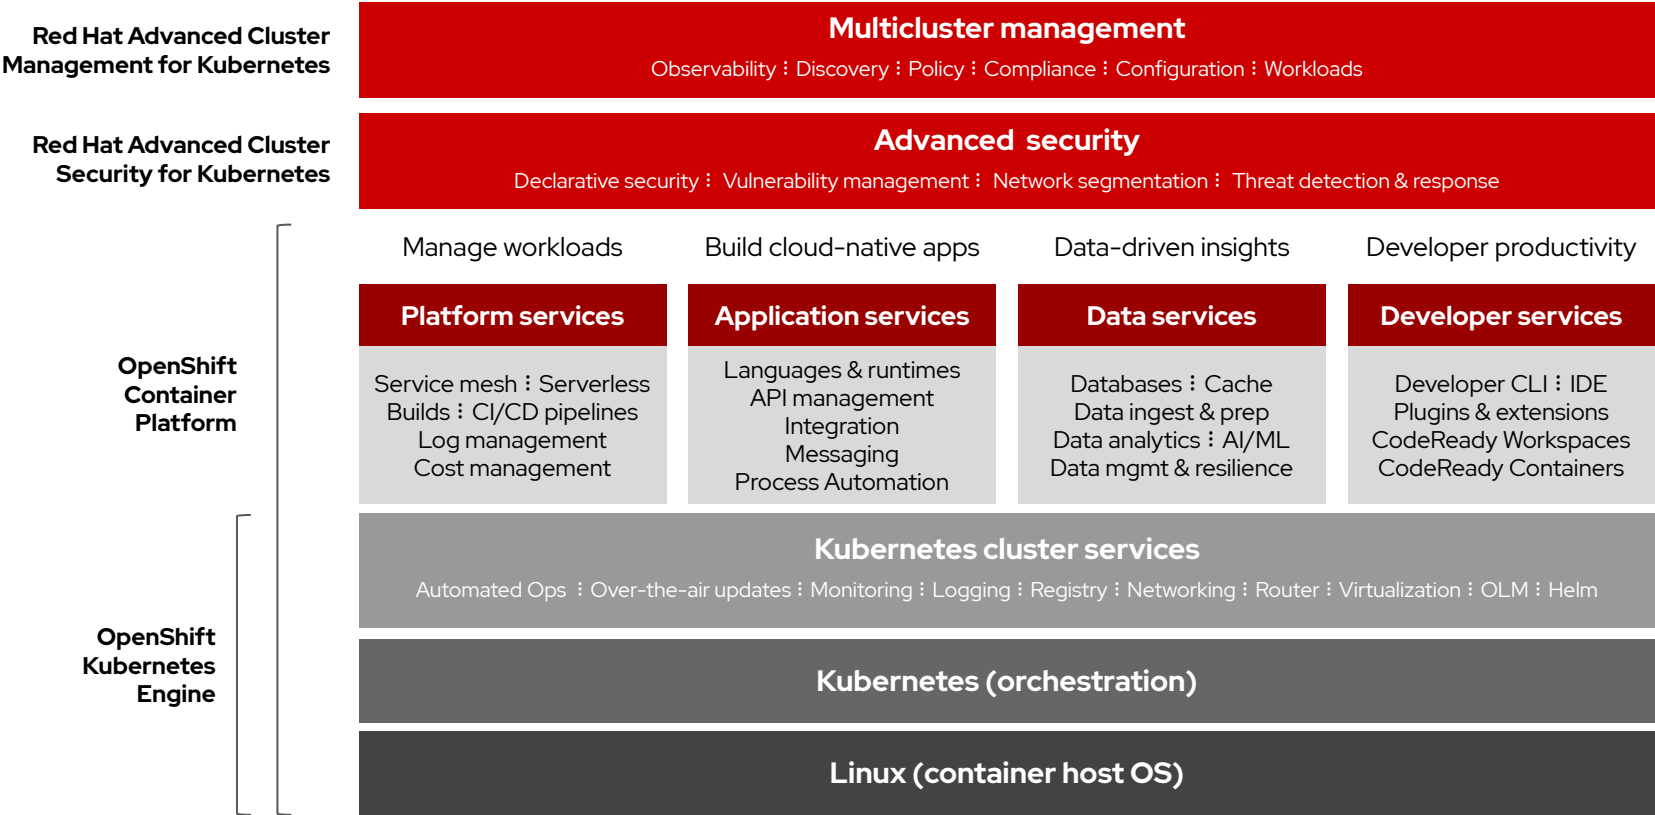 Red Hat Advanced Cluster
Management for Kubernetes
Multicluster management
Observability ⋮ Discovery ⋮ Policy ⋮ Compliance ⋮ Configuration ⋮ Workloads
Red Hat Advanced Cluster
Security for Kubernetes
Advanced security
Declarative security ⋮ Vulnerability management ⋮ Network segmentation ⋮ Threat detection & response
OpenShift
Container
Platform
Manage workloads
Platform services
Service mesh ⋮ Serverless
Builds ⋮ CI/CD pipelines
Log management
Cost management
Build cloud-native apps
Application services
Languages & runtimes
API management
Integration
Messaging
Process Automation
Data-driven insights
Data services
Databases ⋮ Cache
Data ingest & prep
Data analytics ⋮ AI/ML
Data mgmt & resilience
Developer productivity
Developer services
Developer CLI ⋮ IDE
Plugins & extensions
CodeReady Workspaces
CodeReady Containers
OpenShift
Kubernetes
Engine
Kubernetes cluster services
Automated Ops ⋮ Over-the-air updates ⋮ Monitoring ⋮ Logging ⋮ Registry ⋮ Networking ⋮ Router ⋮ Virtualization ⋮ OLM ⋮ Helm
Kubernetes (orchestration)
Linux (container host OS)